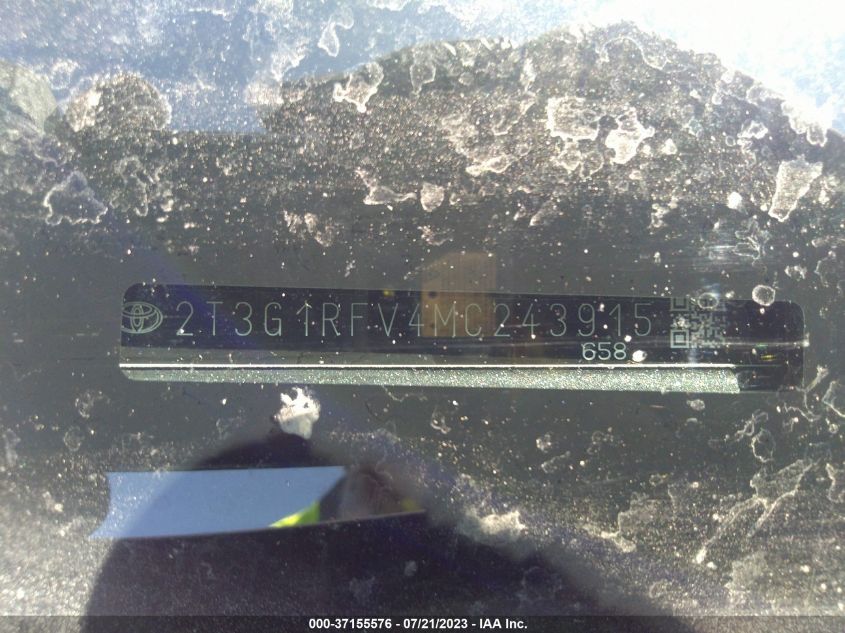 2T3G1RFV4MC243915
658
000-37155576 - 07/21/2023 - IAA Inc.